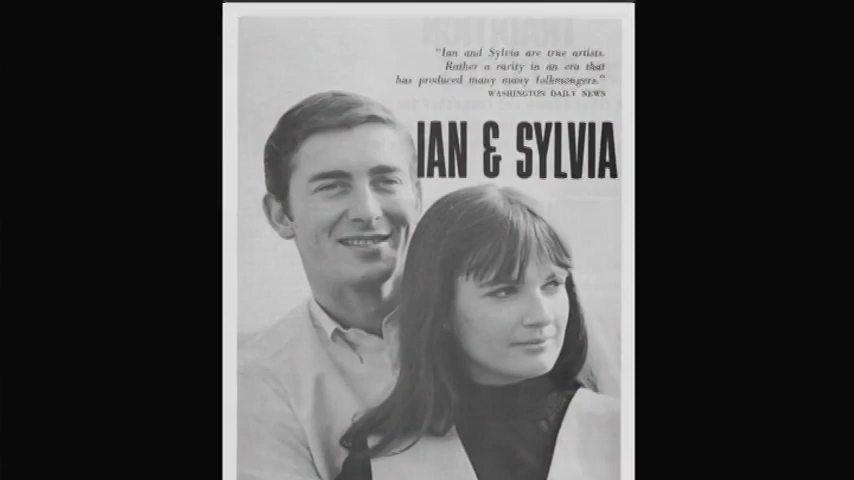 "Ian and Sylvia are true artists.
Rather a rarity in an era that
has produced many many folkmongers."
WASHINGTON DAILY NEWS
IAN & SYLVIA